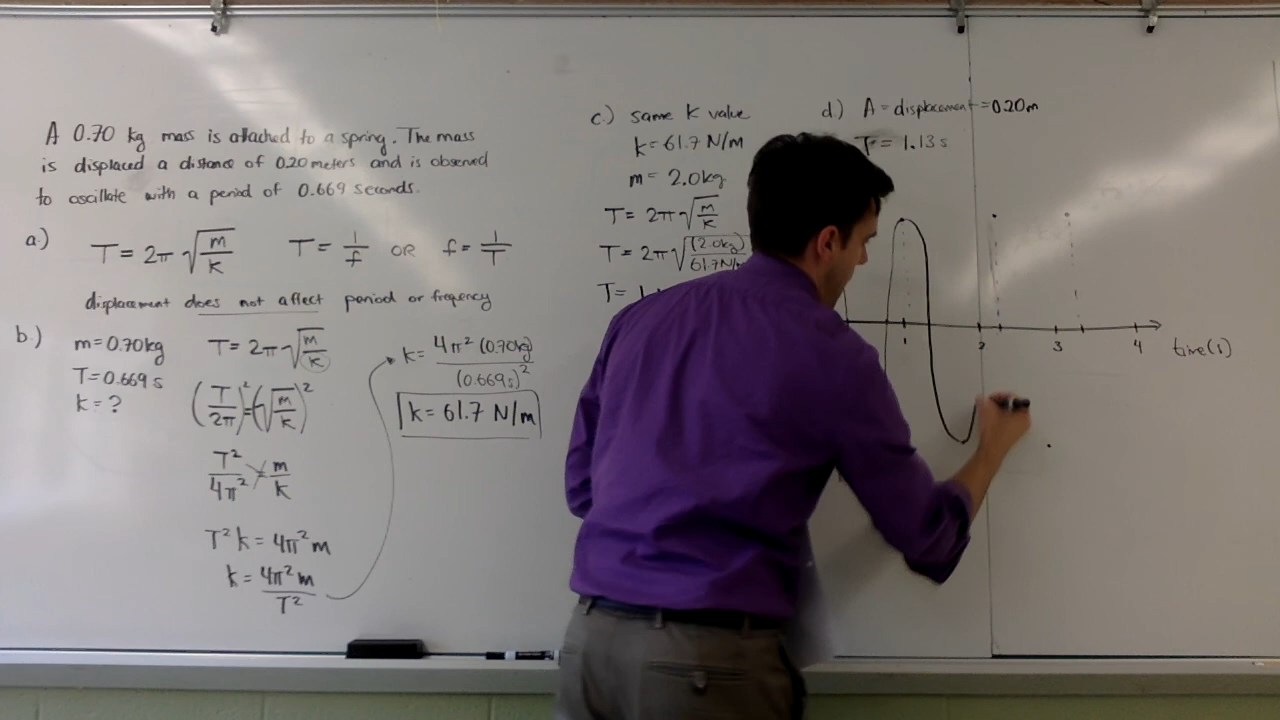 A 0.70 kg mass is attached to a spring. The mass
is displaced a distance of 0.20 meters and is observed
to oscillate with a period of 0.669 seconds.
a.) T = 2π √(m/k) T = 1/f OR f = 1/T
displacement does not affect period or frequency
b.) m = 0.70 kg
T = 0.669 s
k = ?
T = 2π √(m/k)
(T/2π)² = (√(m/k))²
T²/4π² = m/k
T²k = 4π²m
k = 4π²m/T²
k = 4π²(0.70kg)/(0.669s)²
k = 61.7 N/m
c.) same k value
k = 61.7 N/m
m = 2.0 kg
T = 2π √(m/k)
T = 2π √((2.0kg)/61.7N/m
T =
d.) A = displacement = 0.20 m
T = 1.13 s
1 2 3 4 time(s)